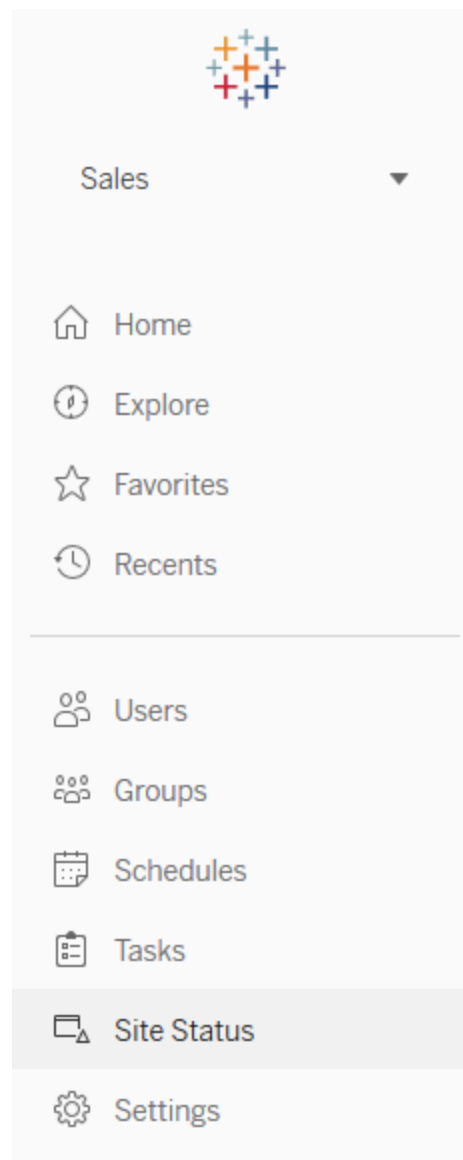 Sales
Home
Explore
Favorites
Recents
Users
Groups
Schedules
Tasks
Site Status
Settings